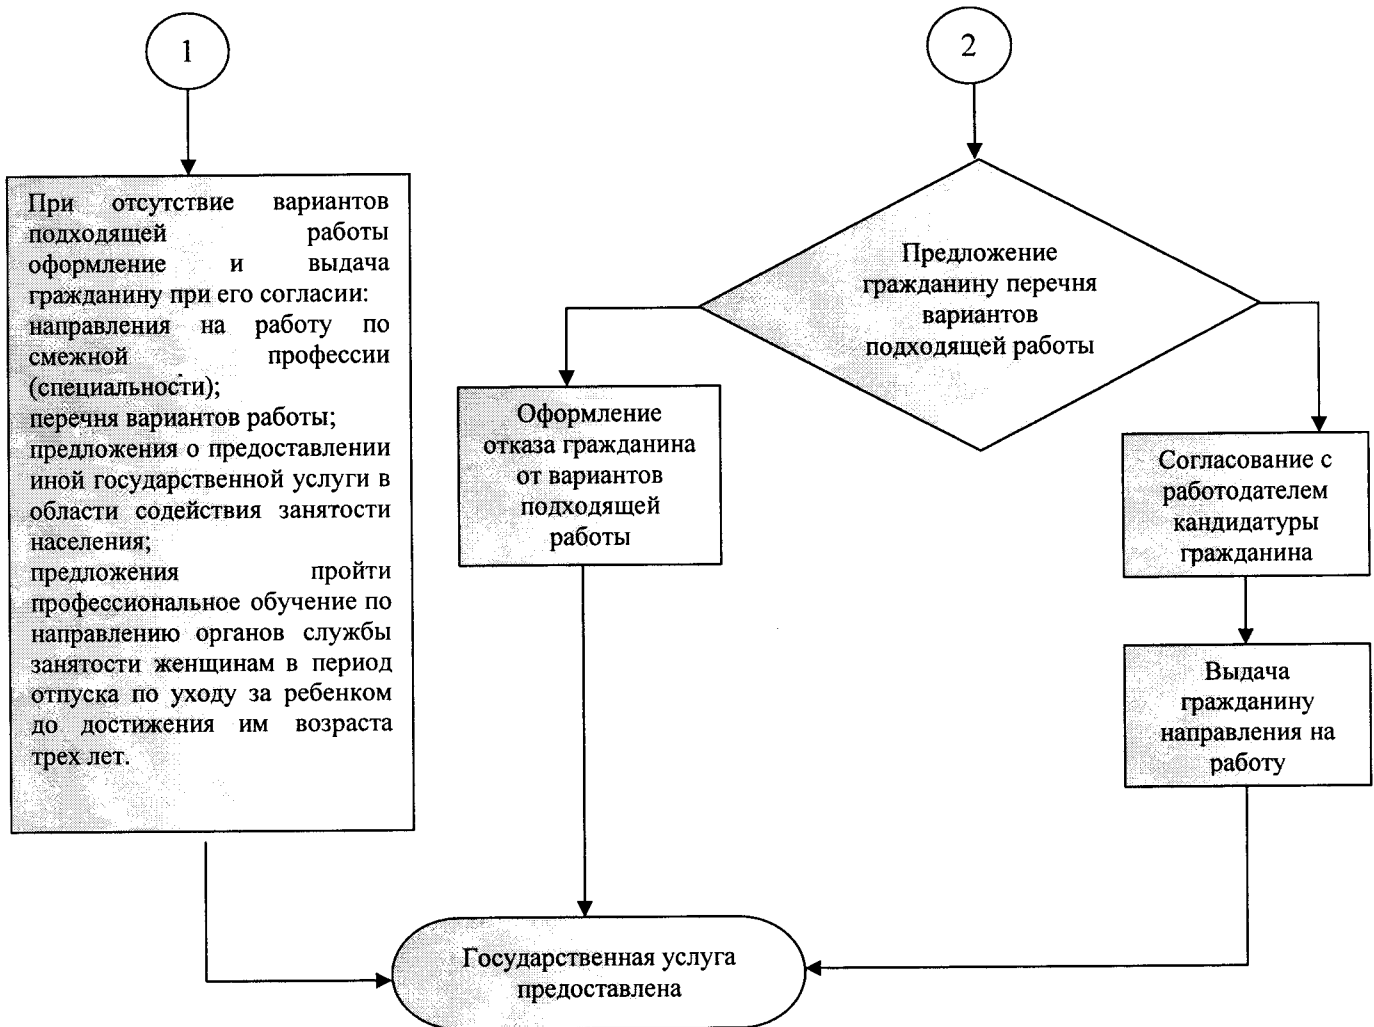 1
При отсутствие вариантов
подходящей работы
оформление и выдача
гражданину при его согласии:
направления на работу по
смежной профессии
(специальности);
перечня вариантов работы;
предложения о предоставлении
иной государственной услуги в
области содействия занятости
населения;
предложения пройти
профессиональное обучение по
направлению органов службы
занятости женщинам в период
отпуска по уходу за ребенком
до достижения им возраста
трех лет.
2
Предложение
гражданину перечня
вариантов
подходящей работы
Оформление
отказа гражданина
от вариантов
подходящей
работы
Согласование с
работодателем
кандидатуры
гражданина
Выдача
гражданину
направления на
работу
Государственная услуга
предоставлена